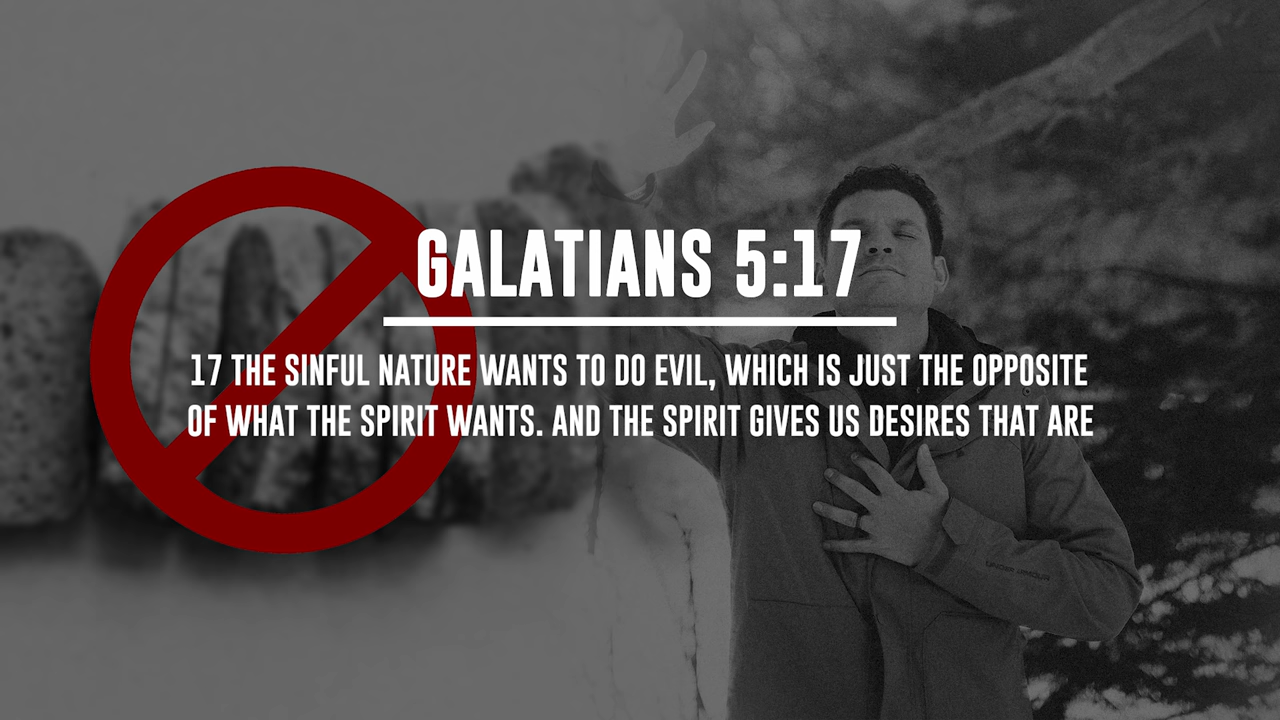 GALATIANS 5:17
17 THE SINFUL NATURE WANTS TO DO EVIL, WHICH IS JUST THE OPPOSITE
OF WHAT THE SPIRIT WANTS. AND THE SPIRIT GIVES US DESIRES THAT ARE